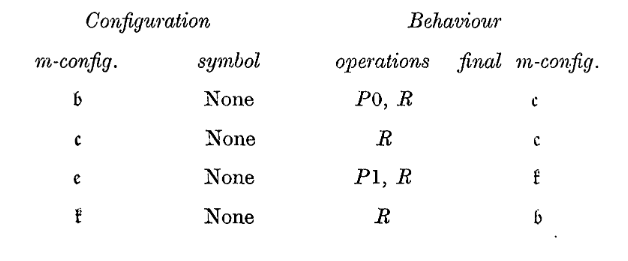 Configuration Behaviour
m-config. symbol operations final m-config.
𝔟 None P0, R 𝔠
𝔠 None R 𝔠
𝔢 None P1, R 𝔨
𝔨 None R 𝔟